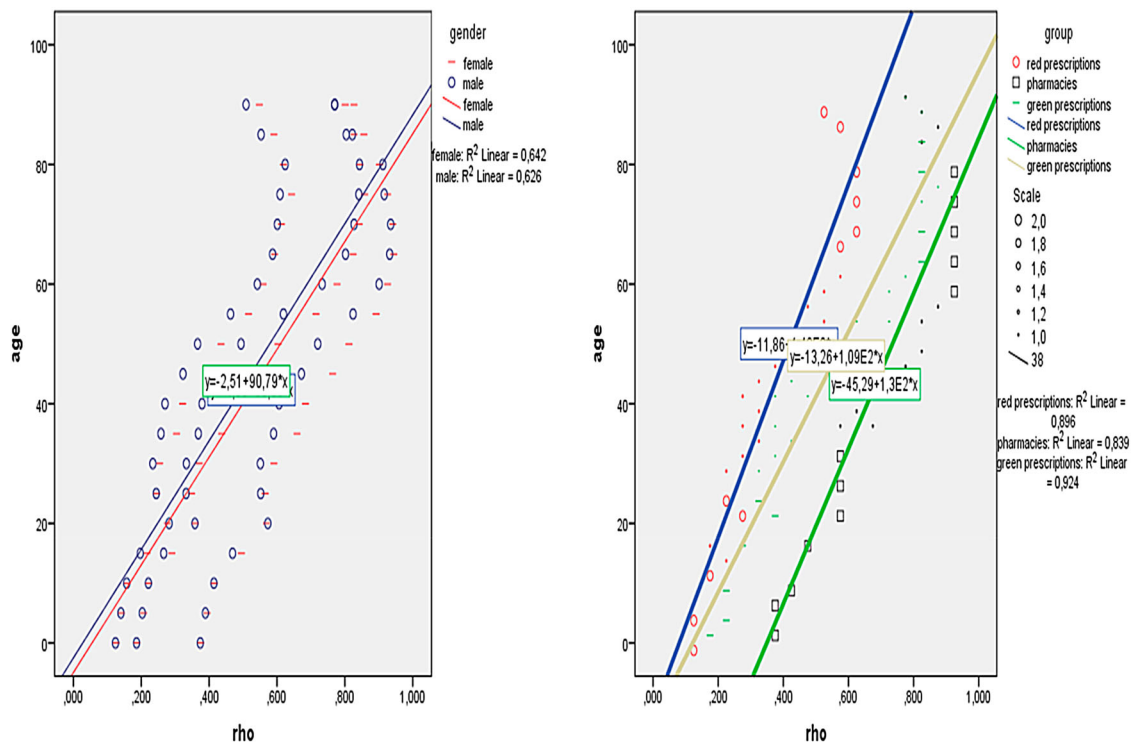 gender
female
male
female
male
female: R² Linear = 0,642
male: R² Linear = 0,626
100
80
60
40
20
0
age
y=-2,51+90,79*x
,000 ,200 ,400 ,600 ,800 1,000
rho
group
red prescriptions
pharmacies
green prescriptions
red prescriptions
pharmacies
green prescriptions
Scale
2,0
1,8
1,6
1,4
1,2
1,0
38
red prescriptions: R² Linear =
0,896
pharmacies: R² Linear = 0,839
green prescriptions: R² Linear
= 0,924
100
80
60
40
20
0
age
y=-11,86+
y=-13,26+1,09E2*x
y=-45,29+1,3E2*x
,000 ,200 ,400 ,600 ,800 1,000
rho